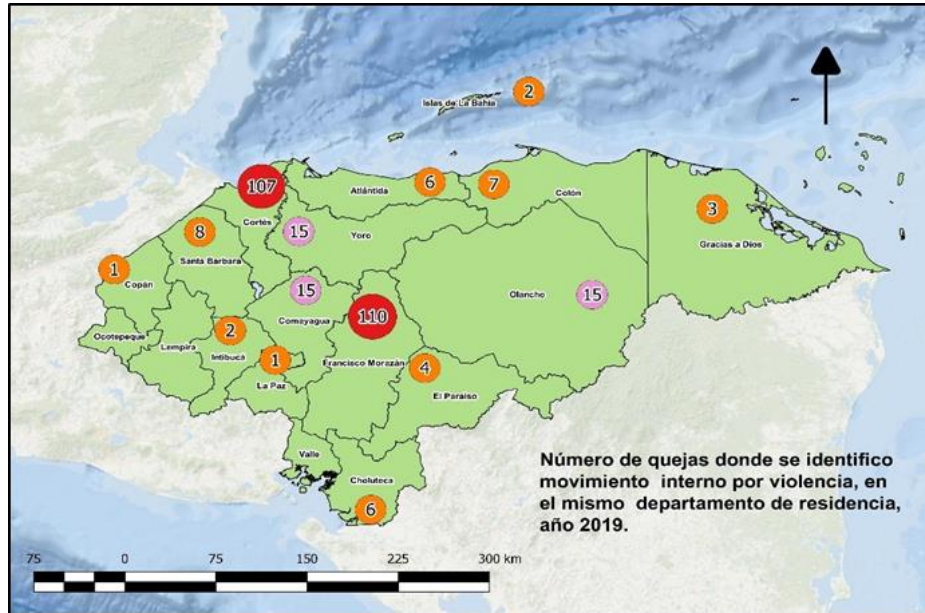 2
Islas de La Bahia
107
Atlántida
6
7
Colón
3
Cortés
8
15
Yoro
Santa Barbara
Gracias a Dios
1
Copán
15
Olancho
15
Comayagua
110
Ocotepeque
Lempira
2
Intibucá
1
Francisco Morazán
4
La Paz
El Paraíso
Valle
Choluteca
6
Número de quejas donde se identifico
movimiento interno por violencia, en
el mismo departamento de residencia,
año 2019.
75 0 75 150 225 300 km